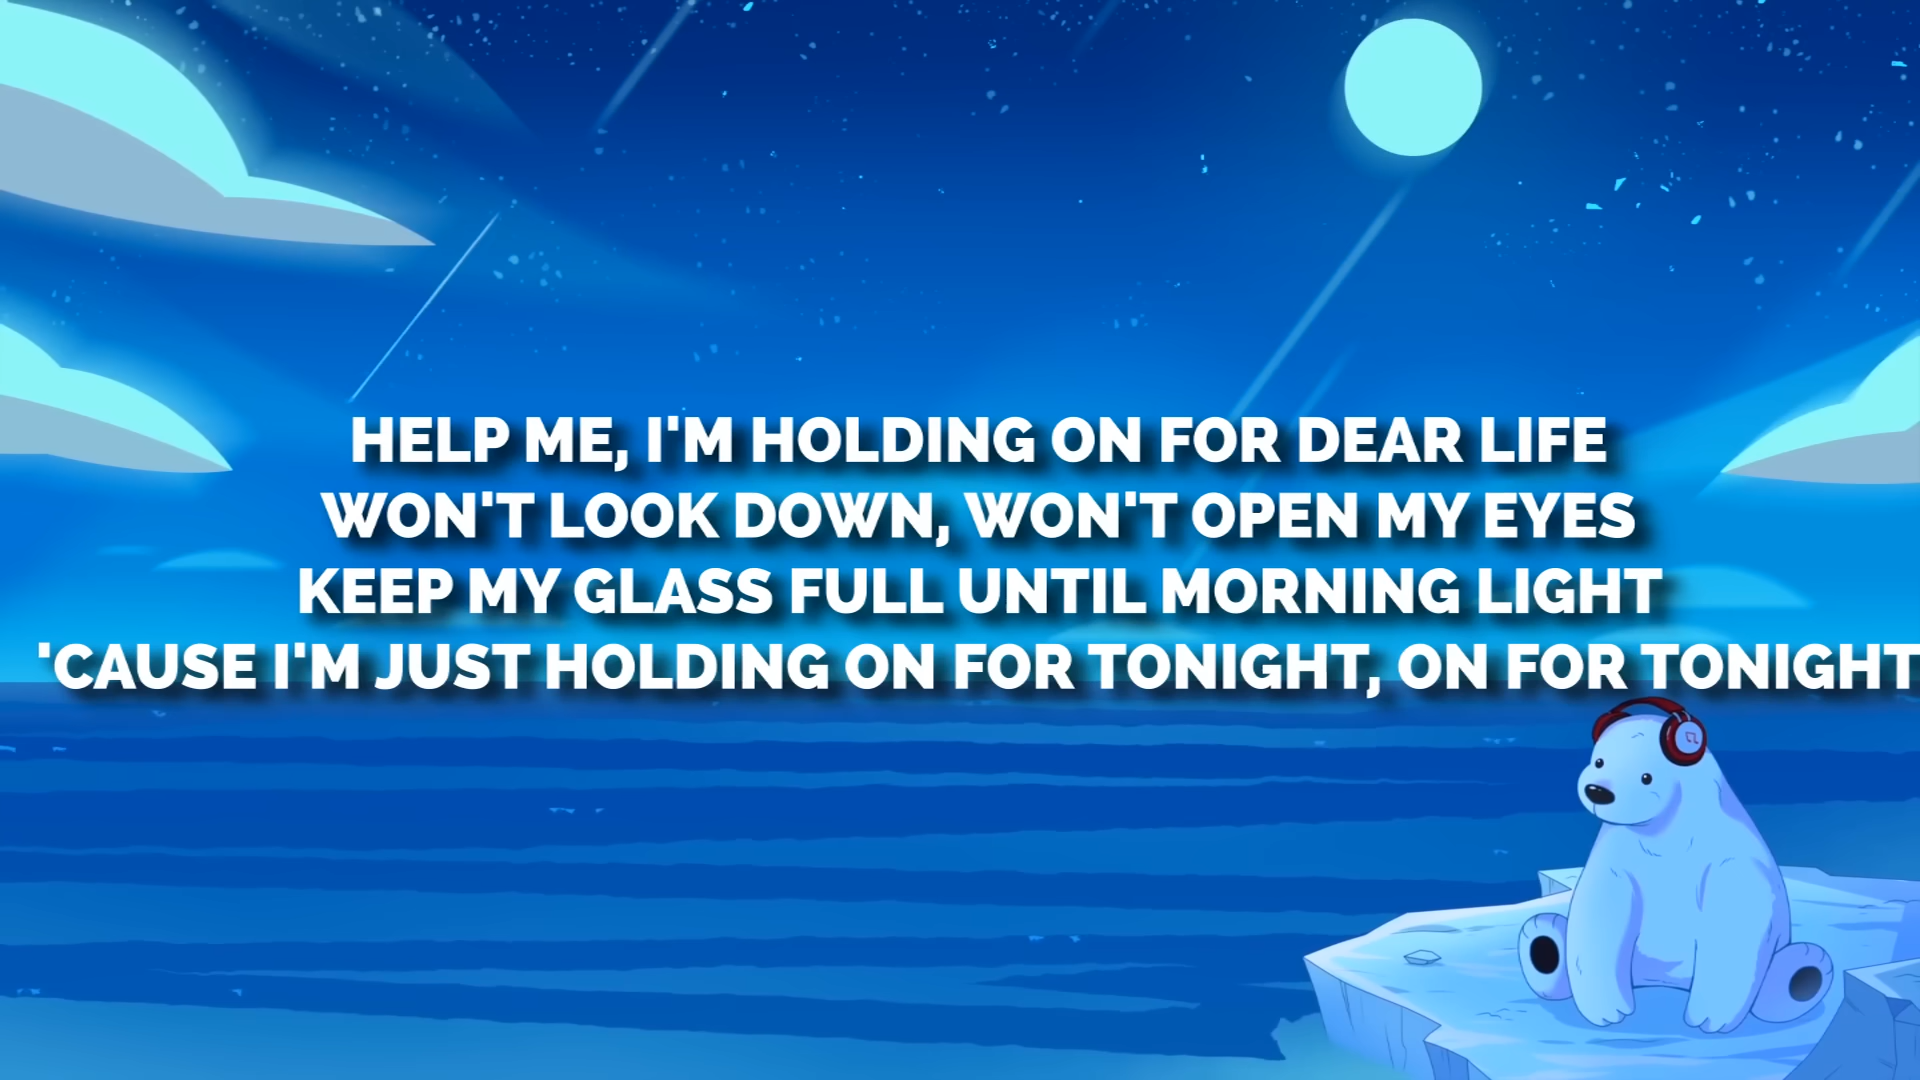 HELP ME, I'M HOLDING ON FOR DEAR LIFE
WON'T LOOK DOWN, WON'T OPEN MY EYES
KEEP MY GLASS FULL UNTIL MORNING LIGHT
'CAUSE I'M JUST HOLDING ON FOR TONIGHT, ON FOR TONIGHT